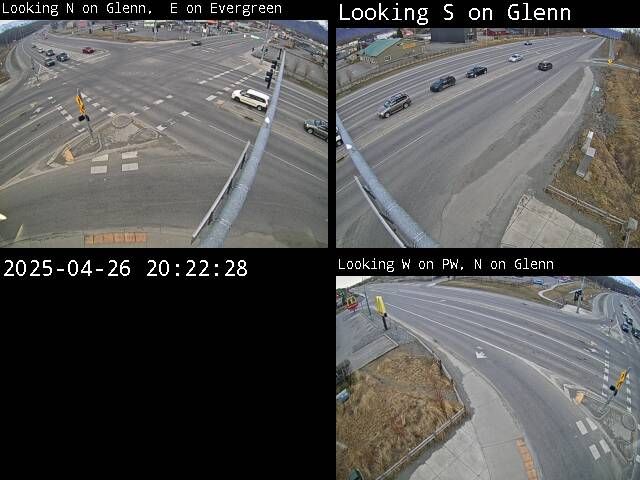 Looking N on Glenn, E on Evergreen
Looking S on Glenn
2025-04-26 20:22:28
Looking W on PW, N on Glenn